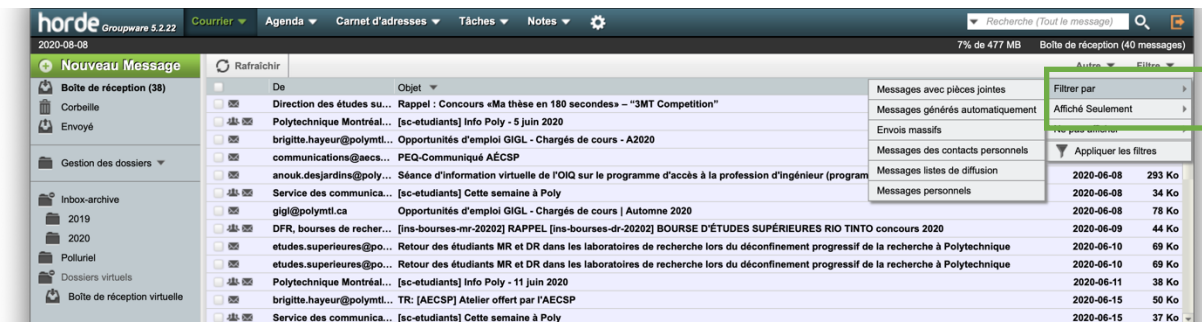 horde Groupware 5.2.22 Courrier Agenda Carnet d'adresses Tâches Notes Recherche (Tout le message)
2020-08-08 7% de 477 MB Boîte de réception (40 messages)
Nouveau Message Rafraîchir Autre Filtre
Boîte de réception (38)
Corbeille
Envoyé
Gestion des dossiers
Inbox-archive
2019
2020
Polluriel
Dossiers virtuels
Boîte de réception virtuelle
De Objet
Direction des études su... Rappel : Concours «Ma thèse en 180 secondes» – "3MT Competition"
Polytechnique Montréal... [sc-etudiants] Info Poly - 5 juin 2020
brigitte.hayeur@polymtl... Opportunités d'emploi GIGL - Chargés de cours - A2020
communications@aecs... PEQ-Communiqué AÉCSP
anouk.desjardins@poly... Séance d'information virtuelle de l'OIQ sur le programme d'accès à la profession d'ingénieur (program 2020-06-08 293 Ko
Service des communica... [sc-etudiants] Cette semaine à Poly 2020-06-08 34 Ko
gigl@polymtl.ca Opportunités d'emploi GIGL - Chargés de cours | Automne 2020 2020-06-08 78 Ko
DFR, bourses de recher... [ins-bourses-mr-20202] RAPPEL [ins-bourses-dr-20202] BOURSE D'ÉTUDES SUPÉRIEURES RIO TINTO concours 2020 2020-06-09 44 Ko
etudes.superieures@po... Retour des étudiants MR et DR dans les laboratoires de recherche lors du déconfinement progressif de la recherche à Polytechnique 2020-06-10 69 Ko
etudes.superieures@po... Retour des étudiants MR et DR dans les laboratoires de recherche lors du déconfinement progressif de la recherche à Polytechnique 2020-06-10 69 Ko
Polytechnique Montréal... [sc-etudiants] Info Poly - 11 juin 2020 2020-06-11 38 Ko
brigitte.hayeur@polymtl... TR: [AECSP] Atelier offert par l'AECSP 2020-06-15 50 Ko
Service des communica... [sc-etudiants] Cette semaine à Poly 2020-06-15 37 Ko
Messages avec pièces jointes
Messages générés automatiquement
Envois massifs
Messages des contacts personnels
Messages listes de diffusion
Messages personnels
Filtrer par
Affiché Seulement
Ne pas afficher
Appliquer les filtres